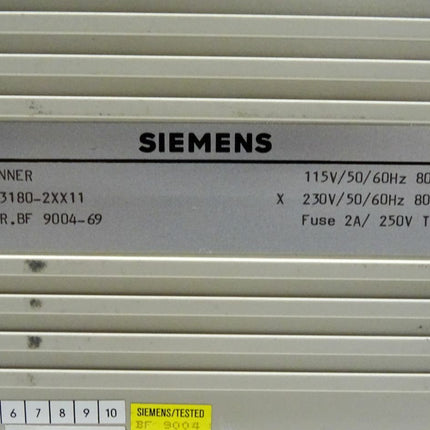 SIEMENS
NNER 115V/50/60Hz 80
3180-2XX11 X 230V/50/60Hz 80
R.BF 9004-69 Fuse 2A/ 250V T
6 7 8 9 10 SIEMENS/TESTED
BF 9004